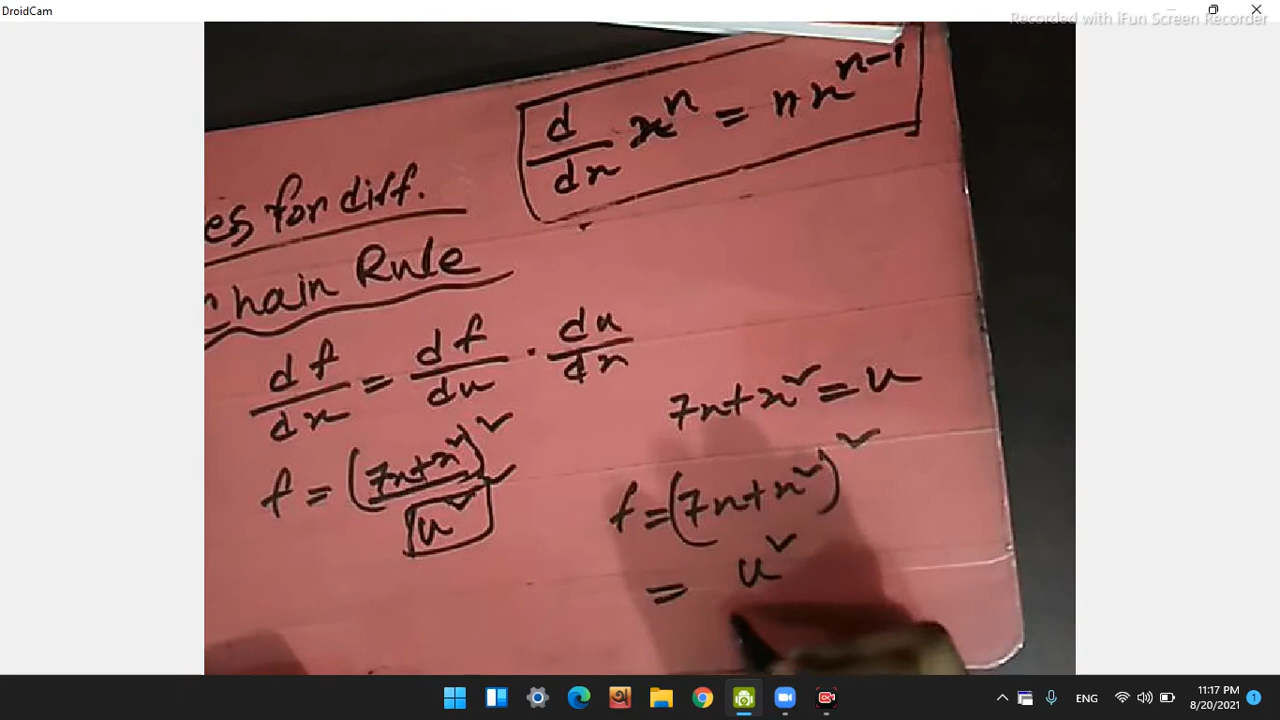 DroidCam
Recorded with iFun Screen Recorder
d/dx x^n = n x^{n-1}
es for diff.
hain Rule
df/dx = df/du · du/dx
7x+x² = u
f = (7x+x²)²
u²
f = (7x+x²)²
= u²
ENG
11:17 PM
8/20/2021
1